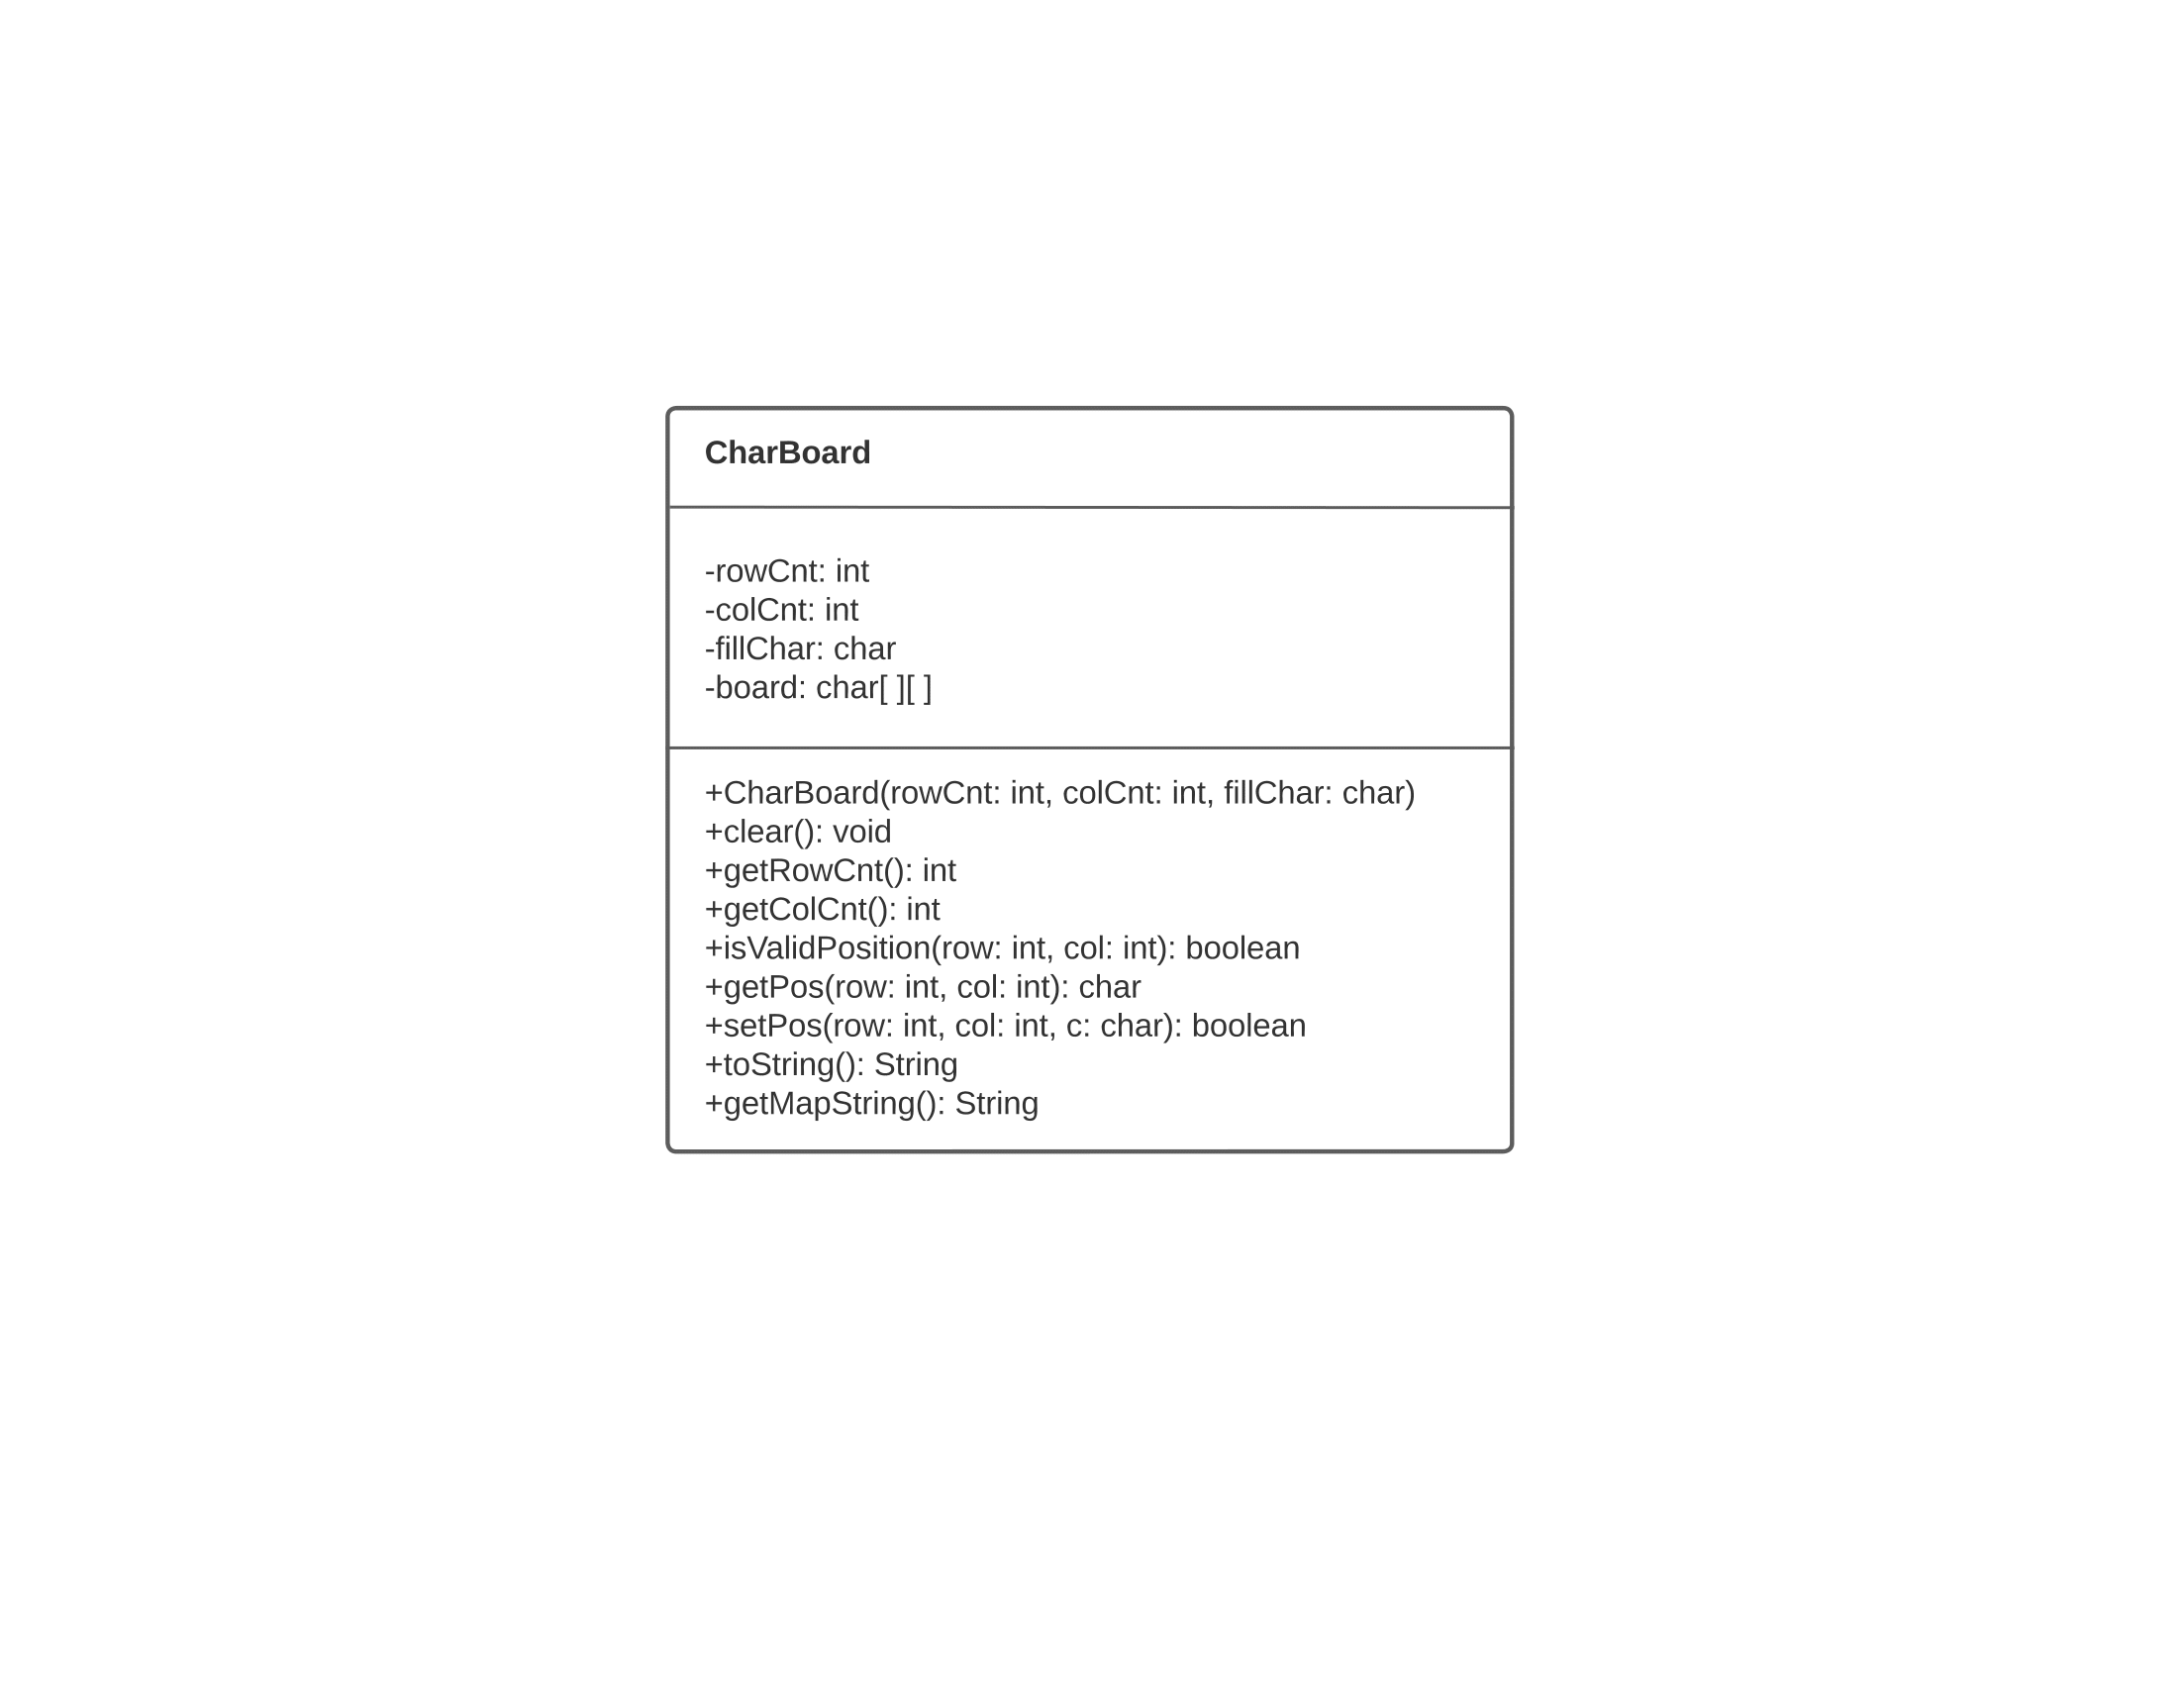 CharBoard
-rowCnt: int
-colCnt: int
-fillChar: char
-board: char[ ][ ]
+CharBoard(rowCnt: int, colCnt: int, fillChar: char)
+clear(): void
+getRowCnt(): int
+getColCnt(): int
+isValidPosition(row: int, col: int): boolean
+getPos(row: int, col: int): char
+setPos(row: int, col: int, c: char): boolean
+toString(): String
+getMapString(): String